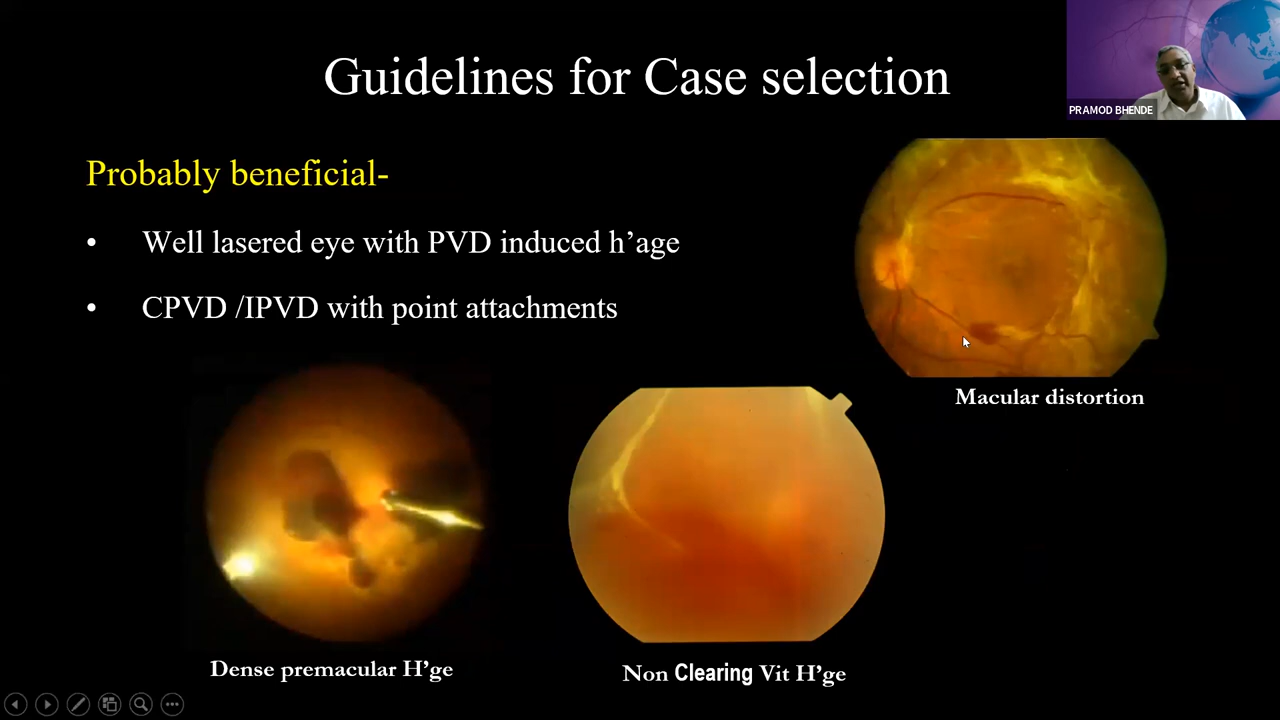 Guidelines for Case selection
PRAMOD BHENDE
Probably beneficial-
• Well lasered eye with PVD induced h’age
• CPVD /IPVD with point attachments
Macular distortion
Dense premacular H’ge
Non Clearing Vit H’ge